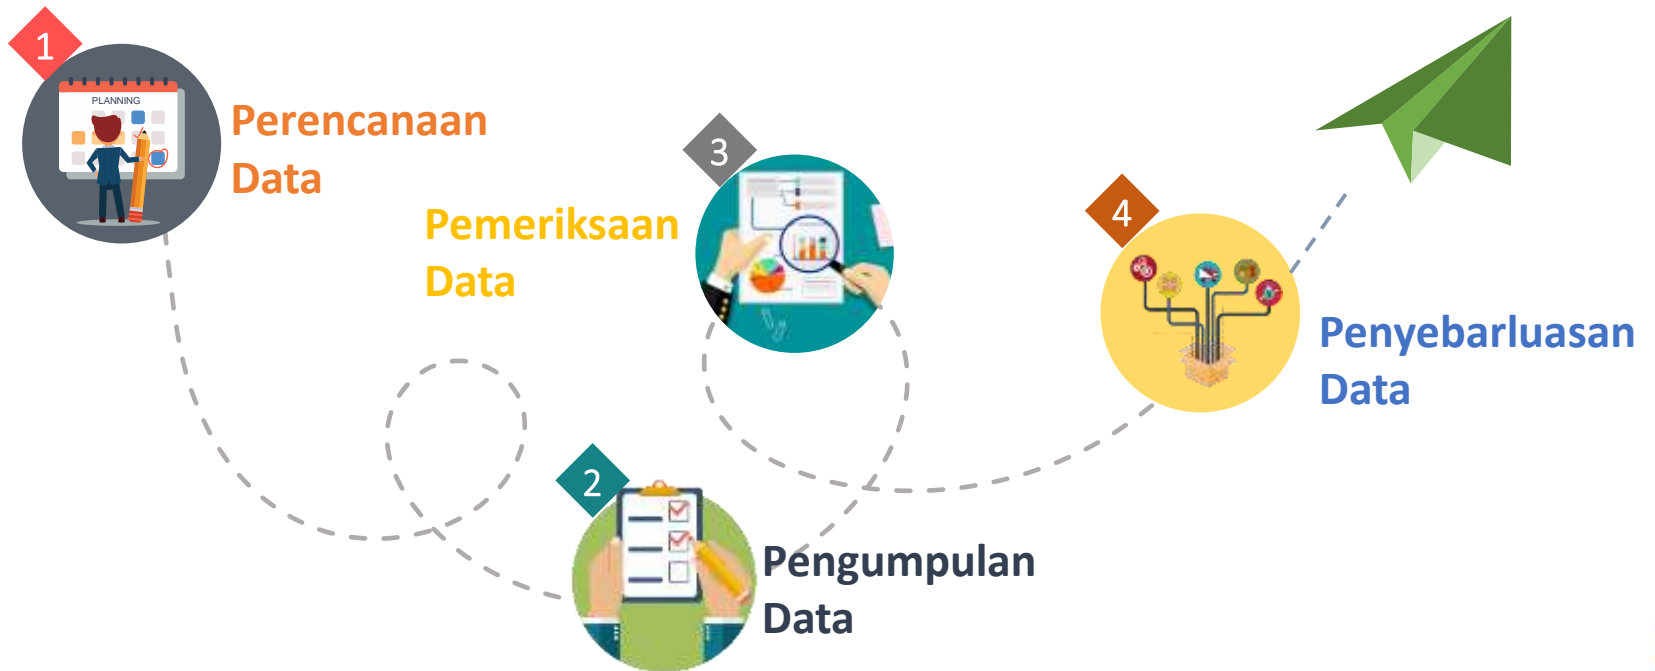 1
PLANNING
Perencanaan
Data
2
Pengumpulan
Data
3
Pemeriksaan
Data
4
Penyebarluasan
Data